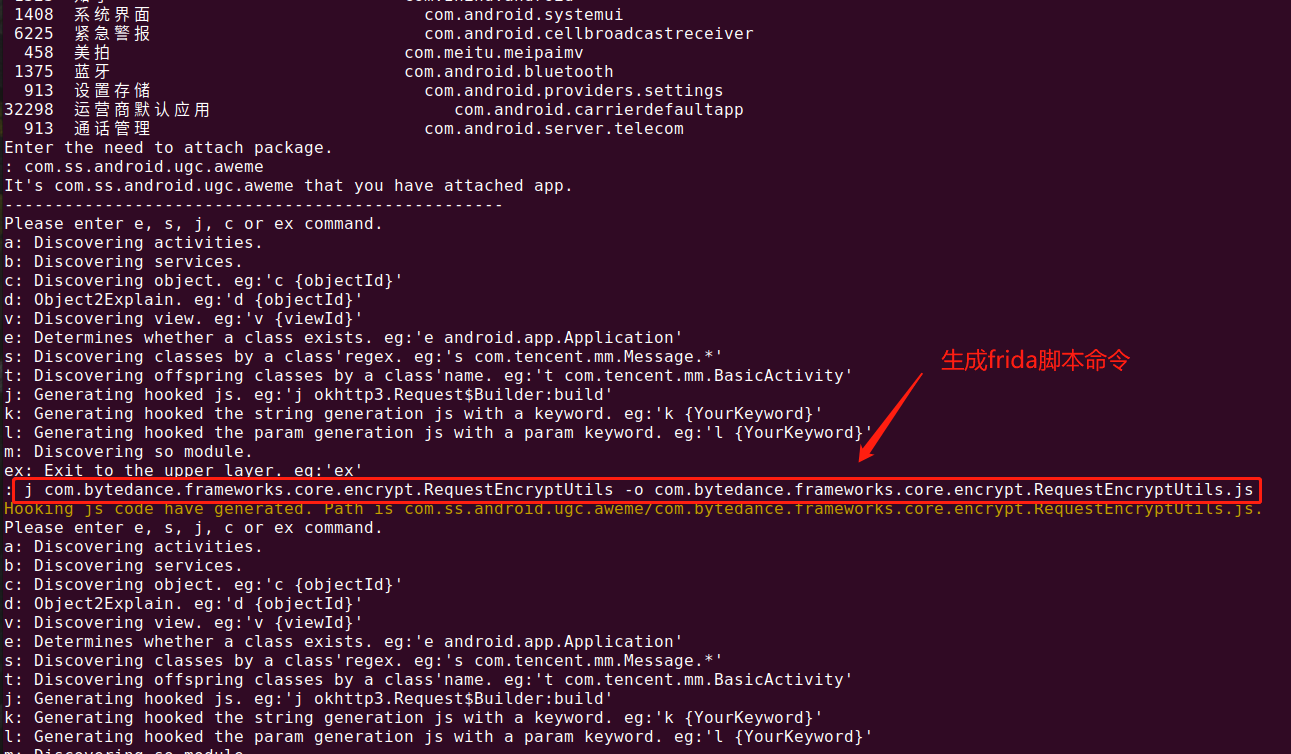 1408 系统界面 com.android.systemui
6225 紧急警报 com.android.cellbroadcastreceiver
458 美拍 com.meitu.meipaimv
1375 蓝牙 com.android.bluetooth
913 设置存储 com.android.providers.settings
32298 运营商默认应用 com.android.carrierdefaultapp
913 通话管理 com.android.server.telecom
Enter the need to attach package.
: com.ss.android.ugc.aweme
It's com.ss.android.ugc.aweme that you have attached app.
--------------------------------------------------
Please enter e, s, j, c or ex command.
a: Discovering activities.
b: Discovering services.
c: Discovering object. eg:'c {objectId}'
d: Object2Explain. eg:'d {objectId}'
v: Discovering view. eg:'v {viewId}'
e: Determines whether a class exists. eg:'e android.app.Application'
s: Discovering classes by a class'regex. eg:'s com.tencent.mm.Message.*'
生成frida脚本命令
t: Discovering offspring classes by a class'name. eg:'t com.tencent.mm.BasicActivity'
j: Generating hooked js. eg:'j okhttp3.Request$Builder:build'
k: Generating hooked the string generation js with a keyword. eg:'k {YourKeyword}'
l: Generating hooked the param generation js with a param keyword. eg:'l {YourKeyword}'
m: Discovering so module.
ex: Exit to the upper layer. eg:'ex'
: j com.bytedance.frameworks.core.encrypt.RequestEncryptUtils -o com.bytedance.frameworks.core.encrypt.RequestEncryptUtils.js
Hooking js code have generated. Path is com.ss.android.ugc.aweme/com.bytedance.frameworks.core.encrypt.RequestEncryptUtils.js.
Please enter e, s, j, c or ex command.
a: Discovering activities.
b: Discovering services.
c: Discovering object. eg:'c {objectId}'
d: Object2Explain. eg:'d {objectId}'
v: Discovering view. eg:'v {viewId}'
e: Determines whether a class exists. eg:'e android.app.Application'
s: Discovering classes by a class'regex. eg:'s com.tencent.mm.Message.*'
t: Discovering offspring classes by a class'name. eg:'t com.tencent.mm.BasicActivity'
j: Generating hooked js. eg:'j okhttp3.Request$Builder:build'
k: Generating hooked the string generation js with a keyword. eg:'k {YourKeyword}'
l: Generating hooked the param generation js with a param keyword. eg:'l {YourKeyword}'
m: Discovering so module.